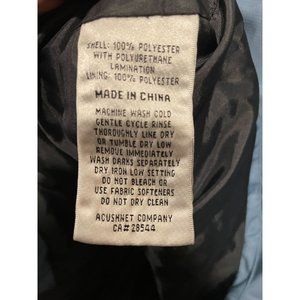 SHELL: 100% POLYESTER
WITH POLYURETHANE
LAMINATION
LINING: 100% POLYESTER
MADE IN CHINA
MACHINE WASH COLD
GENTLE CYCLE RINSE
THOROUGHLY LINE DRY
OR TUMBLE DRY LOW
REMOVE IMMEDIATELY
WASH DARKS SEPARATELY
DRY IRON LOW SETTING
DO NOT BLEACH OR
USE FABRIC SOFTENERS
DO NOT DRY CLEAN
ACUSHNET COMPANY
CA# 28544